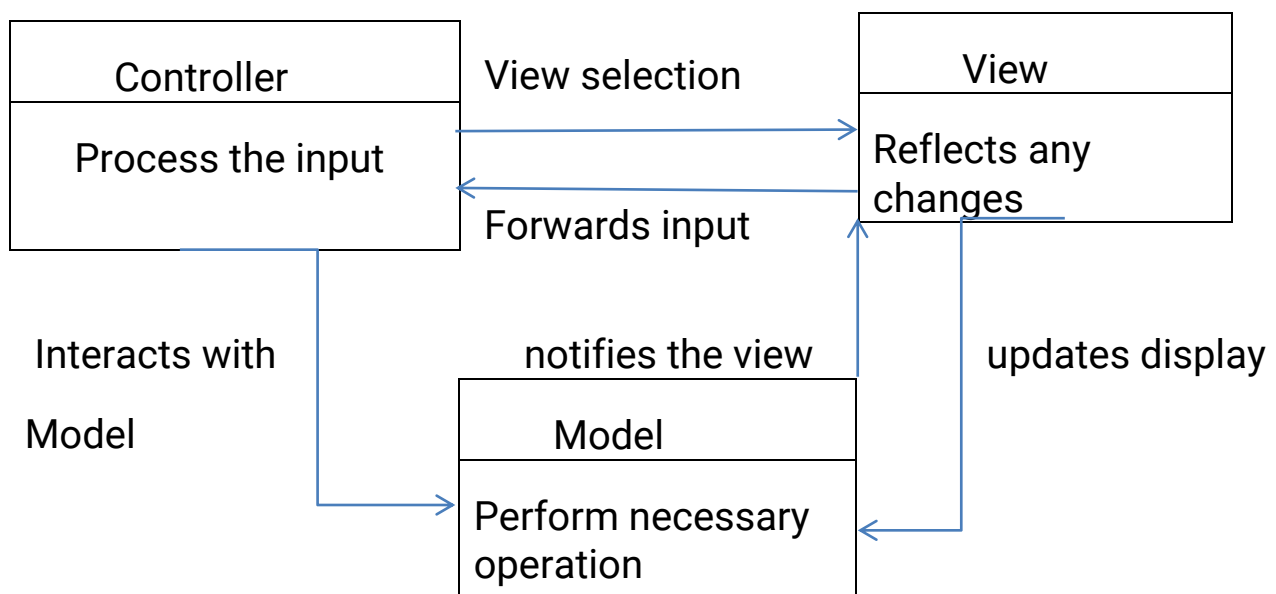 Controller
View selection
View
Process the input
Reflects any
changes
Forwards input
Interacts with
Model
notifies the view
updates display
Model
Perform necessary
operation